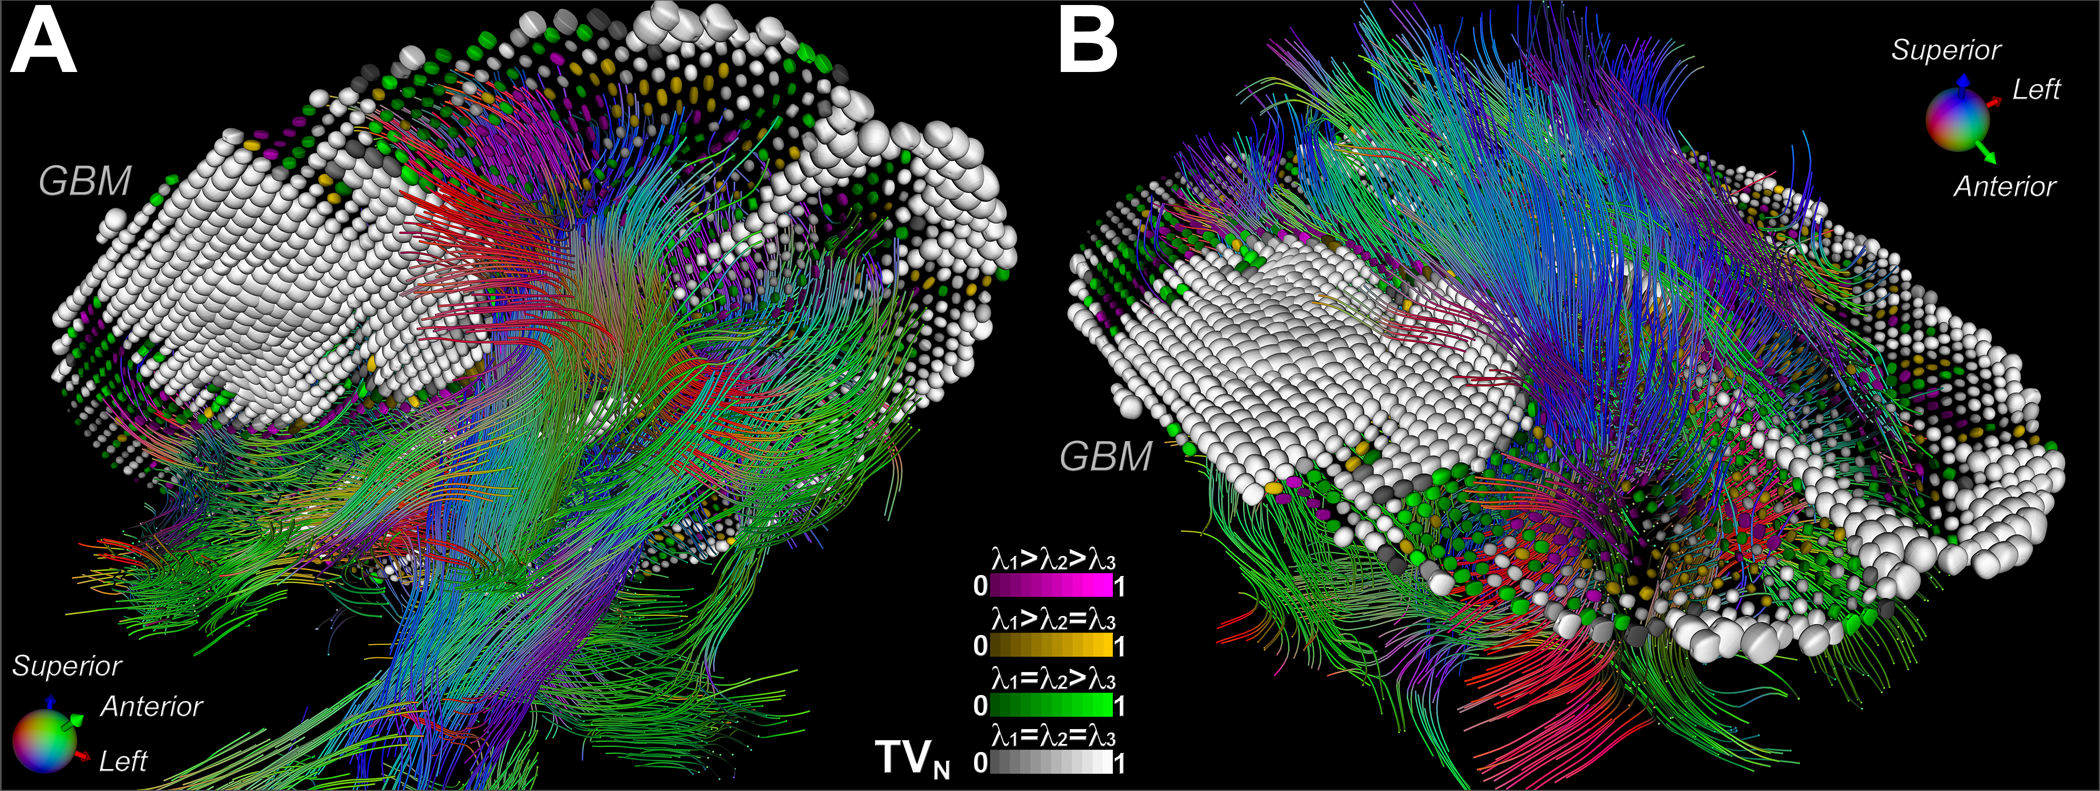 A
GBM
Superior
Anterior
Left
λ₁>λ₂>λ₃
0 1
λ₁>λ₂=λ₃
0 1
λ₁=λ₂>λ₃
0 1
λ₁=λ₂=λ₃
TV_N 0 1
B
Superior
Left
Anterior
GBM